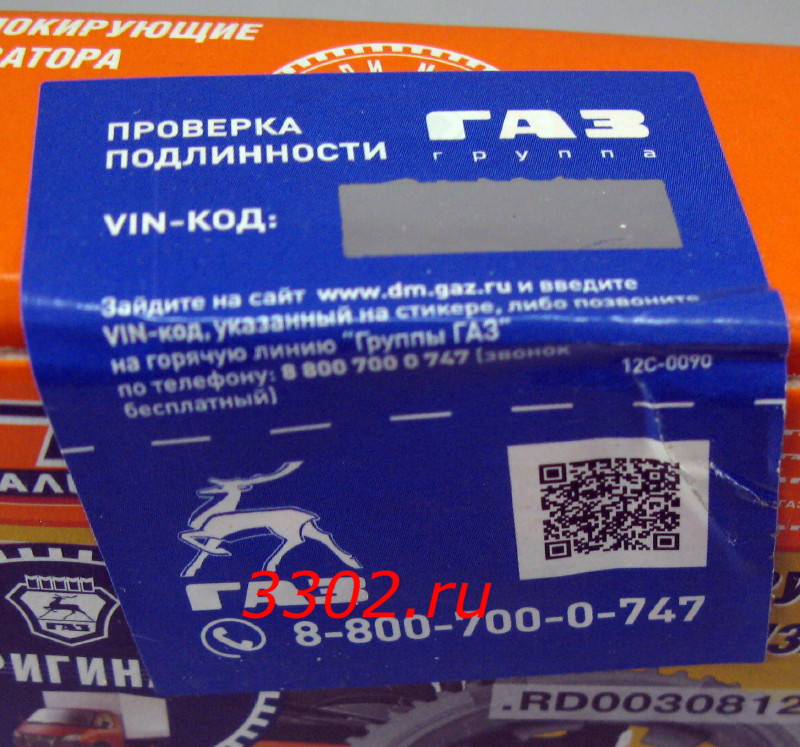 ЛОКИРУЮЩИЕ
ЗАТОРА
ПРОВЕРКА
ПОДЛИННОСТИ
ГАЗ
группа
VIN-КОД:
Зайдите на сайт www.dm.gaz.ru и введите
VIN-код, указанный на стикере, либо позвоните
на горячую линию "Группы ГАЗ"
по телефону: 8 800 700 0 747 (звонок
бесплатный)
12С-0090
ГАЗ
3302.ru
8-800-700-0-747
ГАЗ
РИГИН
.RD0030812